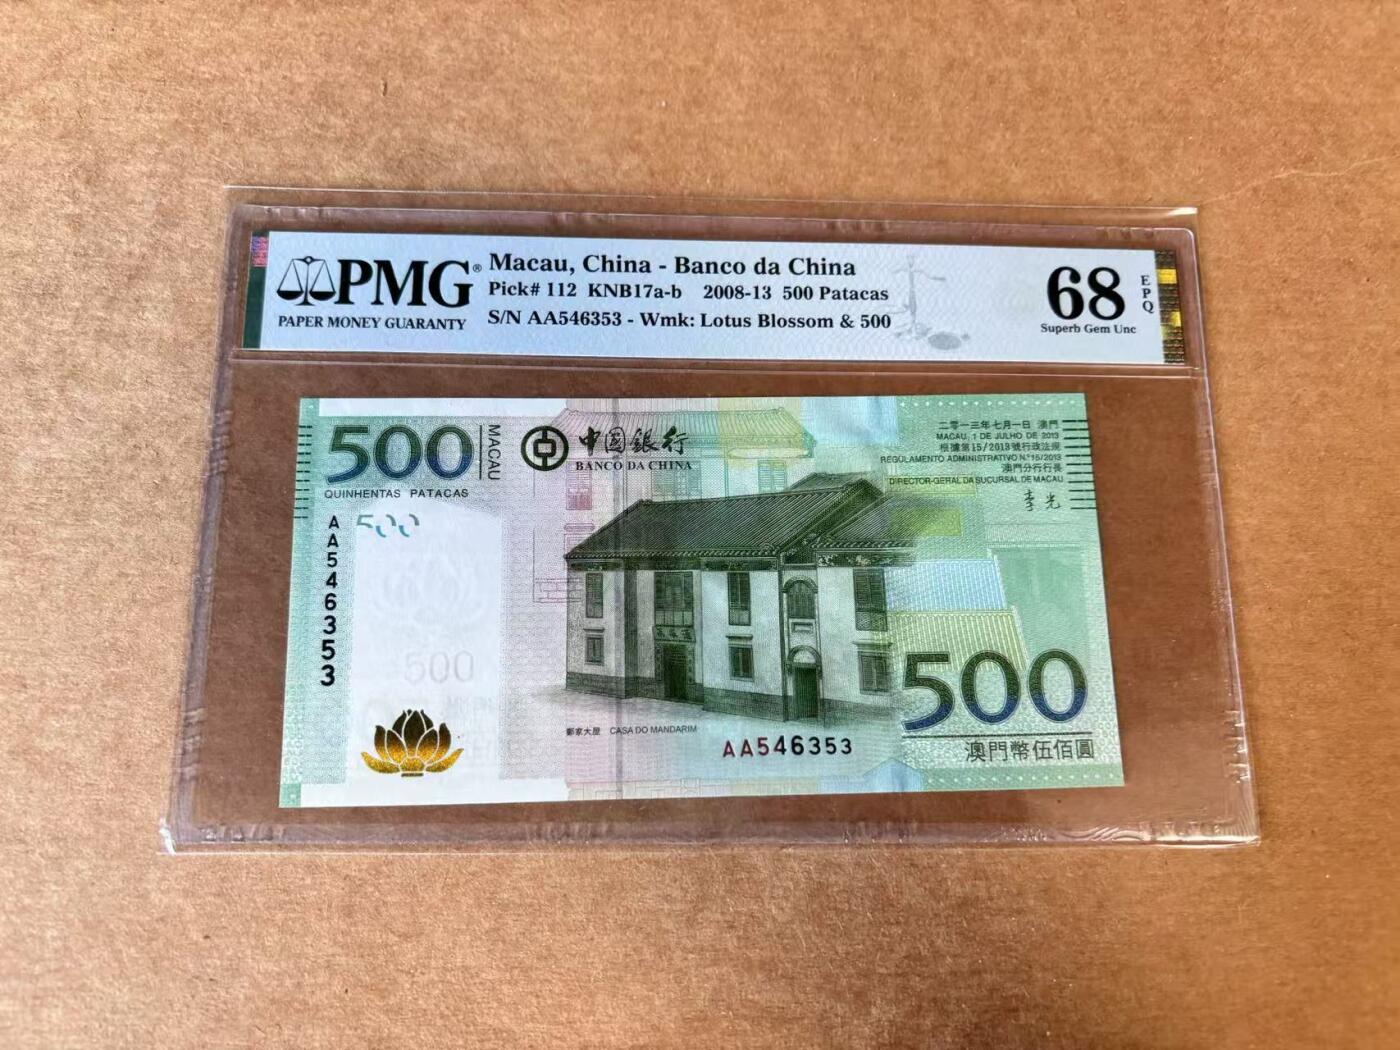 PMG®
PAPER MONEY GUARANTY
Macau, China - Banco da China
Pick# 112 KNB17a-b 2008-13 500 Patacas
S/N AA546353 - Wmk: Lotus Blossom & 500
68
EPQ
Superb Gem Unc
500
MACAU
QUINHENTAS PATACAS
中國銀行
BANCO DA CHINA
二零一三年七月一日 澳門
MACAU, 1 DE JULHO DE 2013
根據第15/2013號行政法規
REGULAMENTO ADMINISTRATIVO N.º 15/2013
澳門分行行長
DIRECTOR-GERAL DA SUCURSAL DE MACAU
李光
AA546353
500
500
鄭家大屋 CASA DO MANDARIM
AA546353
500
澳門幣伍佰圓